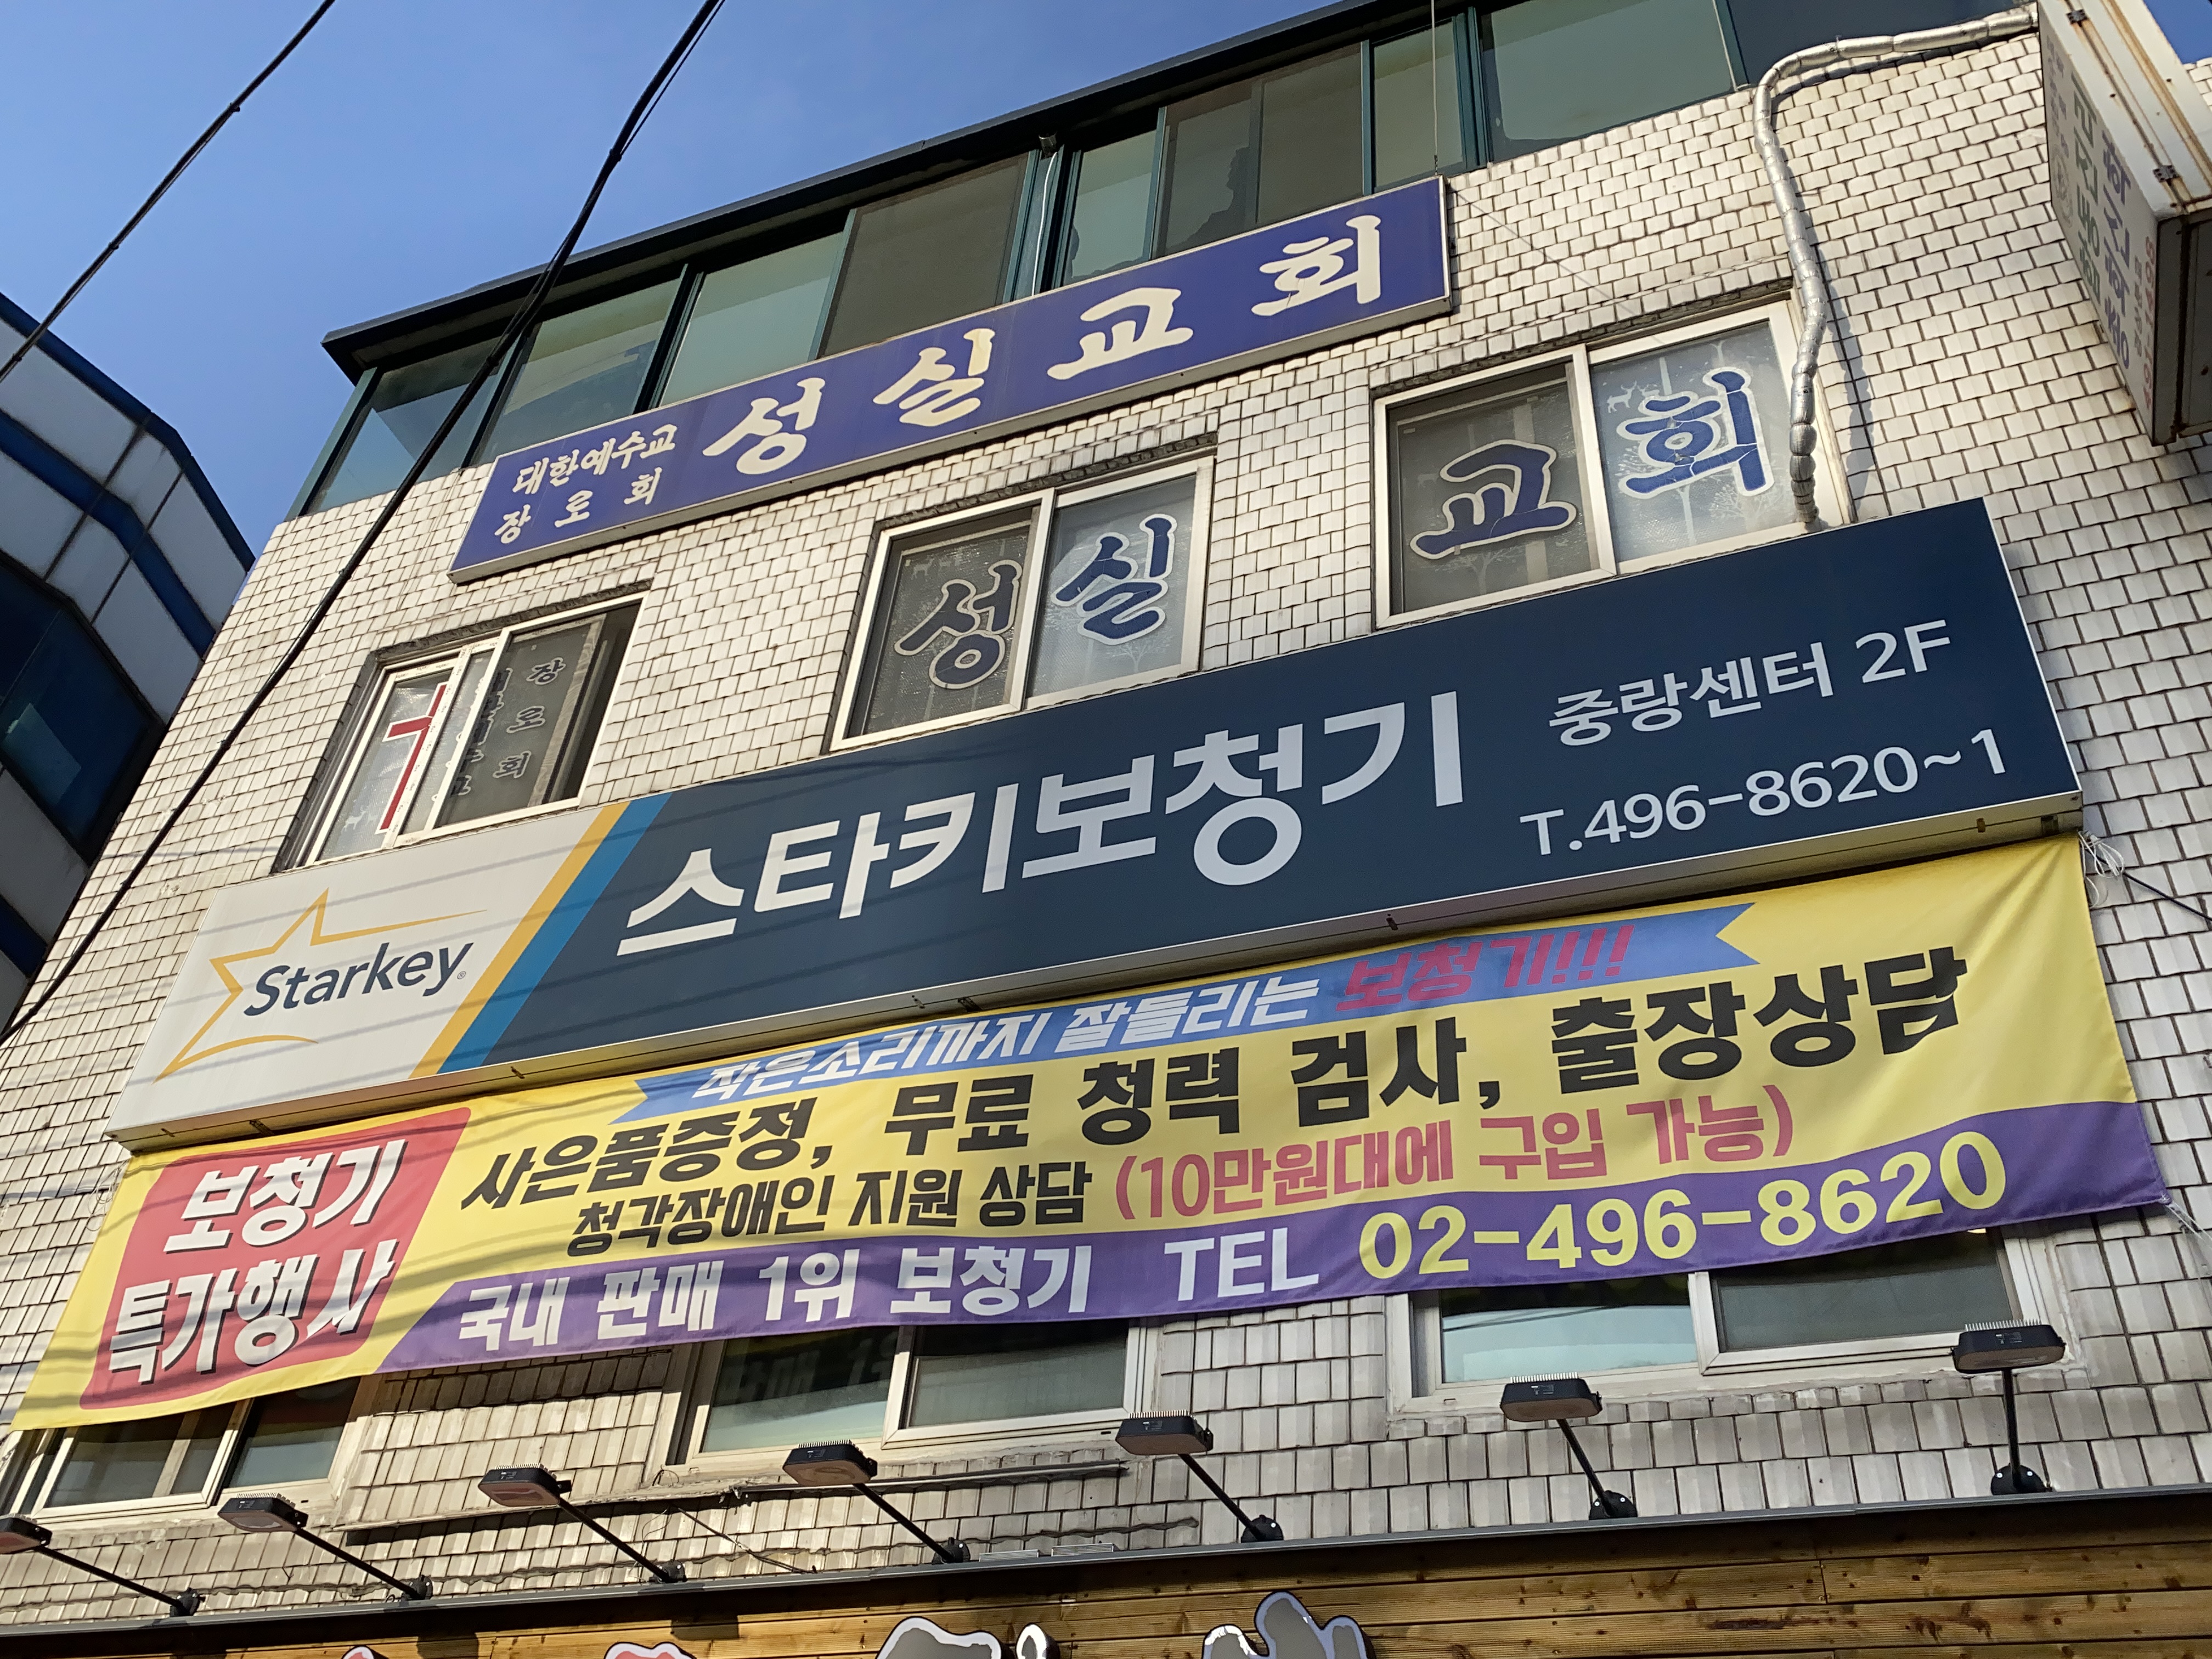 대한예수교
장로회
성실교회
성실
교회
장로회
Starkey
스타키보청기
중랑센터 2F
T.496-8620~1
작은소리까지 잘들리는 보청기!!!
보청기
특가행사
사은품증정, 무료 청력 검사, 출장상담
청각장애인 지원 상담 (10만원대에 구입 가능)
국내 판매 1위 보청기 TEL 02-496-8620